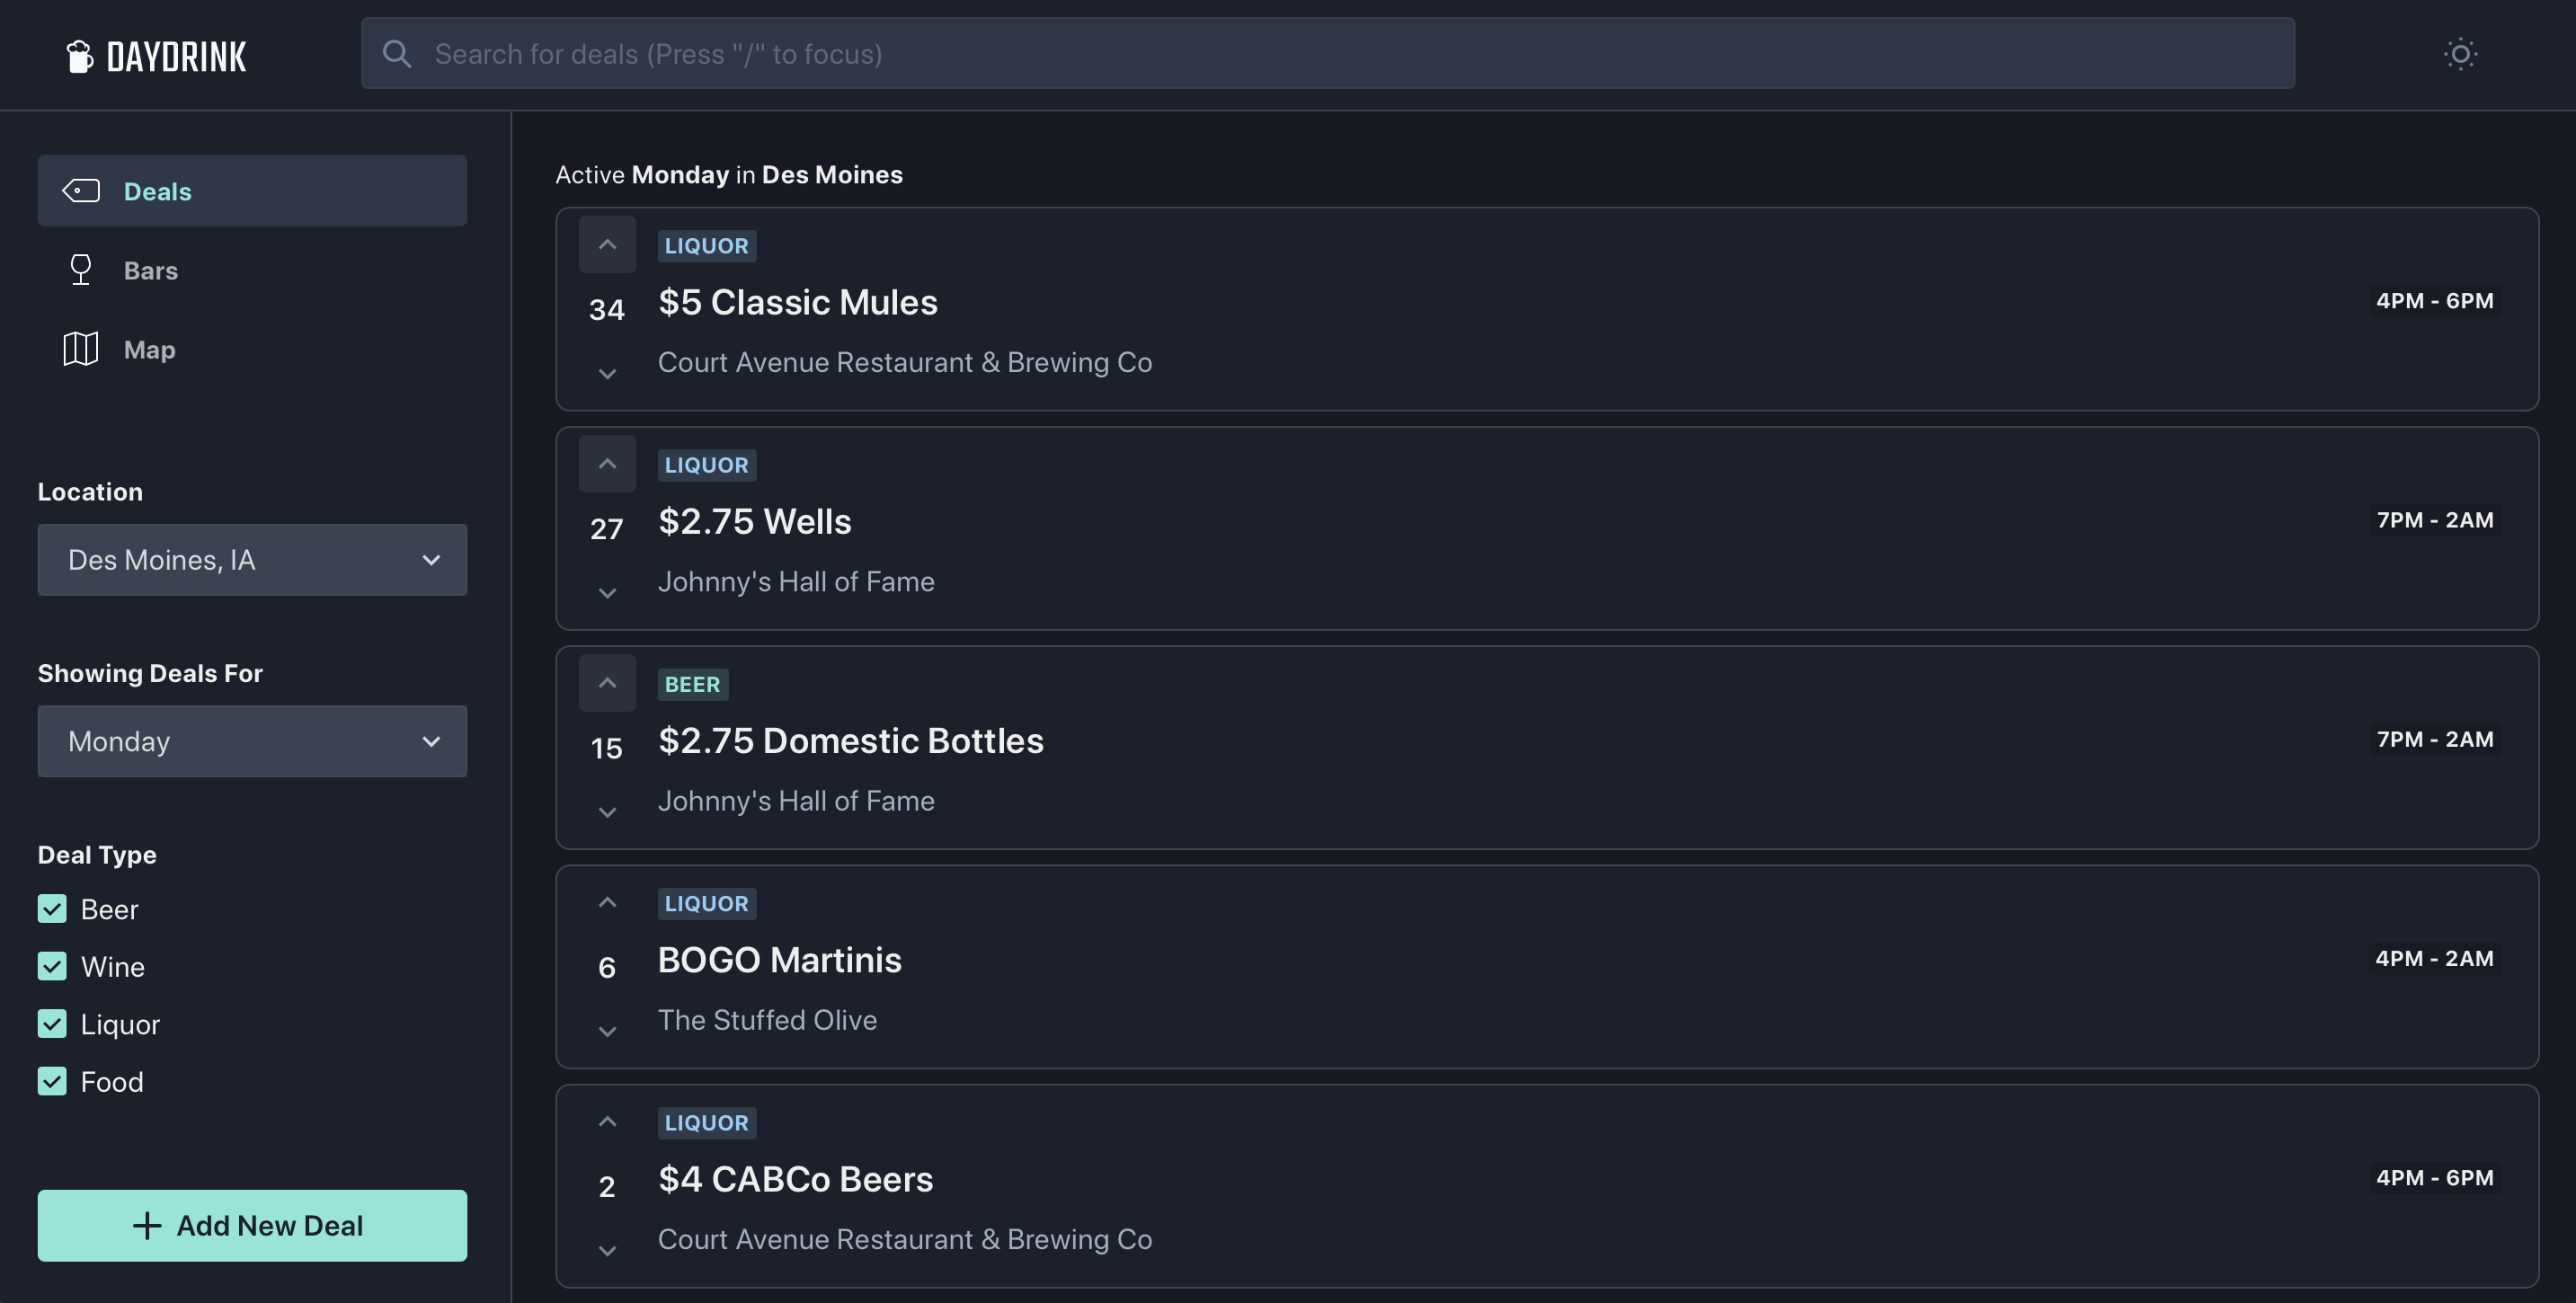 DAYDRINK
Search for deals (Press "/" to focus)
Deals
Bars
Map
Location
Des Moines, IA
Showing Deals For
Monday
Deal Type
Beer
Wine
Liquor
Food
Add New Deal
Active Monday in Des Moines
LIQUOR
34
$5 Classic Mules
4PM - 6PM
Court Avenue Restaurant & Brewing Co
LIQUOR
27
$2.75 Wells
7PM - 2AM
Johnny's Hall of Fame
BEER
15
$2.75 Domestic Bottles
7PM - 2AM
Johnny's Hall of Fame
LIQUOR
6
BOGO Martinis
4PM - 2AM
The Stuffed Olive
LIQUOR
2
$4 CABCo Beers
4PM - 6PM
Court Avenue Restaurant & Brewing Co